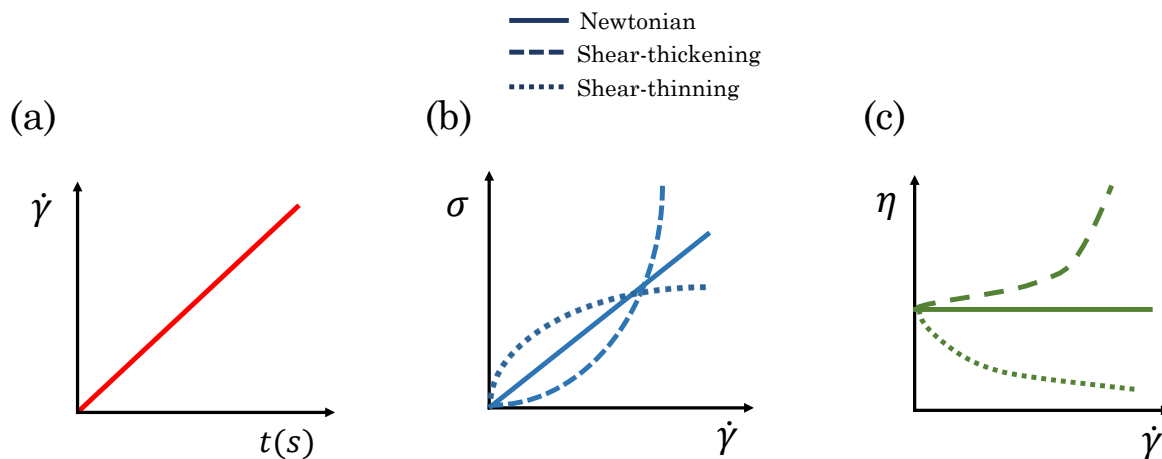 Newtonian
Shear-thickening
Shear-thinning
(a)
(b)
(c)
γ̇
t(s)
σ
γ̇
η
γ̇